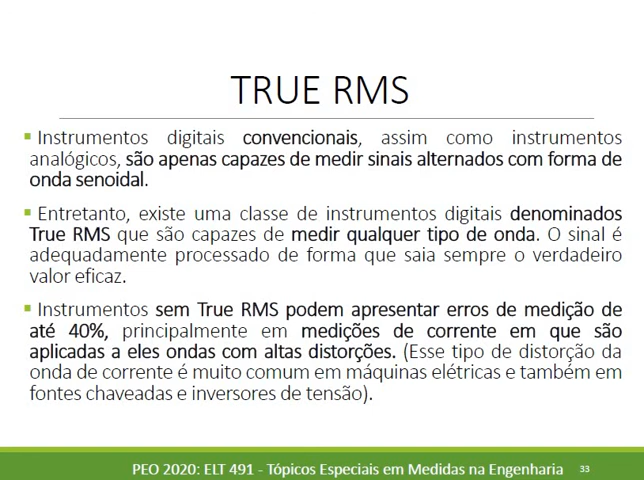 TRUE RMS
Instrumentos digitais convencionais, assim como instrumentos
analógicos, são apenas capazes de medir sinais alternados com forma de
onda senoidal.
Entretanto, existe uma classe de instrumentos digitais denominados
True RMS que são capazes de medir qualquer tipo de onda. O sinal é
adequadamente processado de forma que saia sempre o verdadeiro
valor eficaz.
Instrumentos sem True RMS podem apresentar erros de medição de
até 40%, principalmente em medições de corrente em que são
aplicadas a eles ondas com altas distorções. (Esse tipo de distorção da
onda de corrente é muito comum em máquinas elétricas e também em
fontes chaveadas e inversores de tensão).
PEO 2020: ELT 491 - Tópicos Especiais em Medidas na Engenharia 33